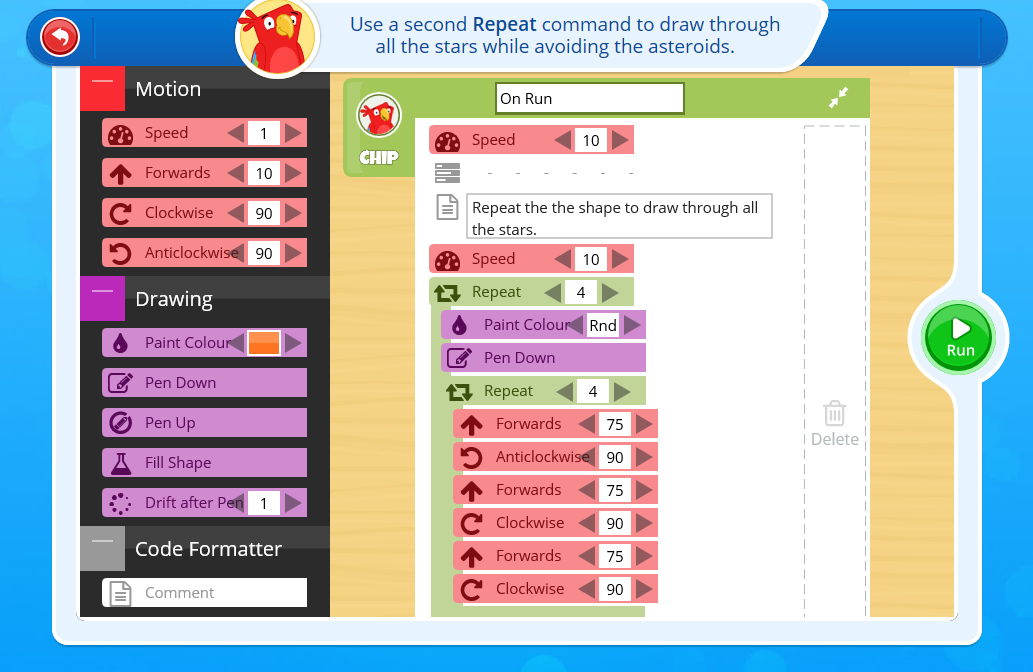 Use a second Repeat command to draw through
all the stars while avoiding the asteroids.
Motion
Speed 1
Forwards 10
Clockwise 90
Anticlockwise 90
Drawing
Paint Colour
Pen Down
Pen Up
Fill Shape
Drift after Pen 1
Code Formatter
Comment
CHIP
On Run
Speed 10
- - - - - -
Repeat the the shape to draw through all
the stars.
Speed 10
Repeat 4
Paint Colour Rnd
Pen Down
Repeat 4
Forwards 75
Anticlockwise 90
Forwards 75
Clockwise 90
Forwards 75
Clockwise 90
Delete
Run